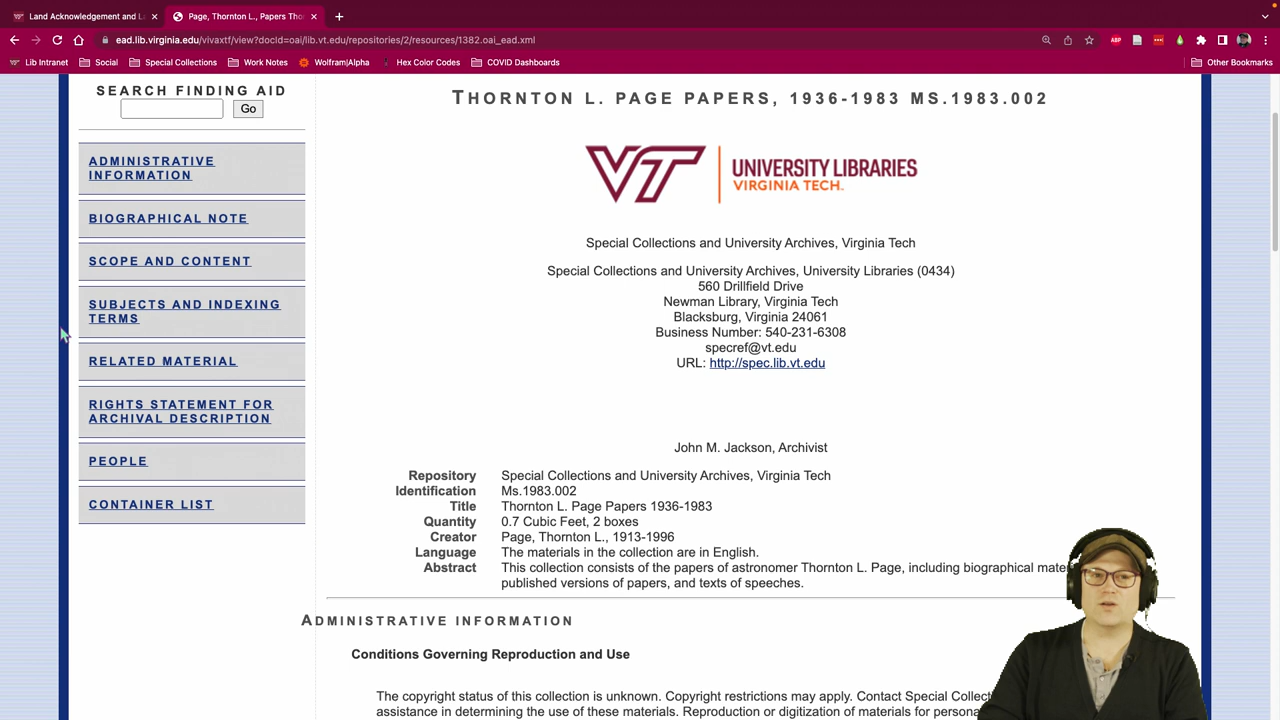 Land Acknowledgement and L
Page, Thornton L., Papers Tho
ead.lib.virginia.edu/vivaxtf/view?docId=oai/lib.vt.edu/repositories/2/resources/1382.oai_ead.xml
ABP
Lib Intranet Social Special Collections Work Notes Wolfram|Alpha Hex Color Codes COVID Dashboards Other Bookmarks
SEARCH FINDING AID
Go
ADMINISTRATIVE
INFORMATION
BIOGRAPHICAL NOTE
SCOPE AND CONTENT
SUBJECTS AND INDEXING
TERMS
RELATED MATERIAL
RIGHTS STATEMENT FOR
ARCHIVAL DESCRIPTION
PEOPLE
CONTAINER LIST
THORNTON L. PAGE PAPERS, 1936-1983 MS.1983.002
VT
UNIVERSITY LIBRARIES
VIRGINIA TECH.
Special Collections and University Archives, Virginia Tech
Special Collections and University Archives, University Libraries (0434)
560 Drillfield Drive
Newman Library, Virginia Tech
Blacksburg, Virginia 24061
Business Number: 540-231-6308
specref@vt.edu
URL: http://spec.lib.vt.edu
John M. Jackson, Archivist
Repository Special Collections and University Archives, Virginia Tech
Identification Ms.1983.002
Title Thornton L. Page Papers 1936-1983
Quantity 0.7 Cubic Feet, 2 boxes
Creator Page, Thornton L., 1913-1996
Language The materials in the collection are in English.
Abstract This collection consists of the papers of astronomer Thornton L. Page, including biographical mate
published versions of papers, and texts of speeches.
ADMINISTRATIVE INFORMATION
Conditions Governing Reproduction and Use
The copyright status of this collection is unknown. Copyright restrictions may apply. Contact Special Collect
assistance in determining the use of these materials. Reproduction or digitization of materials for persona